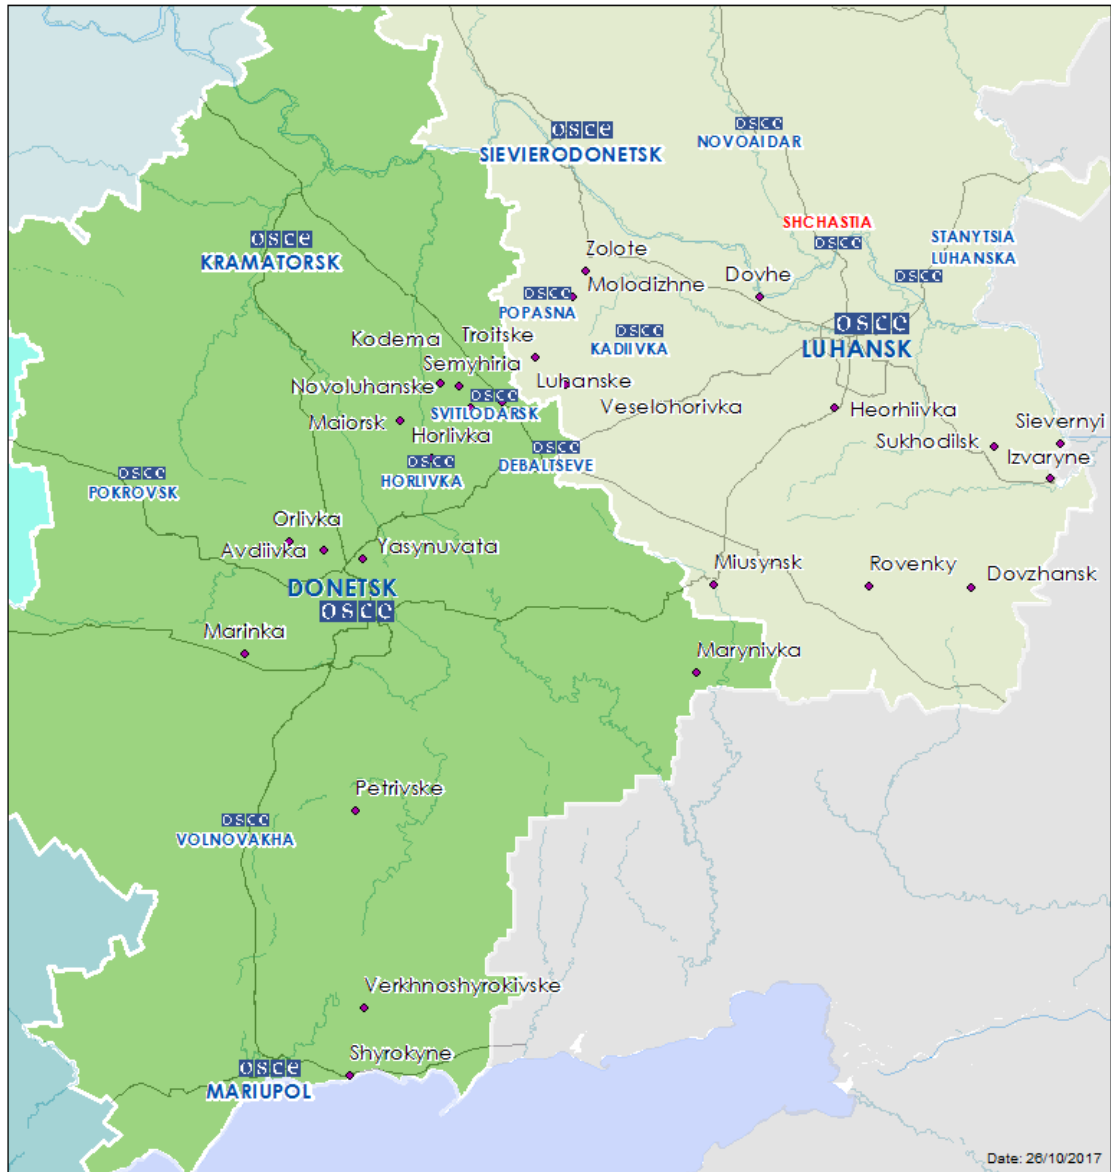 osce
SIEVIERODONETSK
osce
NOVOAIDAR
SHCHASTIA
osce
STANYTSIA
LUHANSKA
osce
osce
KRAMATORSK
Zolote
Molodizhne
Dovhe
osce
POPASNA
osce
KADIIVKA
osce
LUHANSK
Kodema
Troitske
Semyhiria
Novoluhanske
Luhanske
osce
SVITLODARSK
Veselohorivka
Heorhiivka
Maiorsk
Horlivka
Sievernyi
Sukhodilsk
Izvaryne
osce
DEBALTSEVE
osce
HORLIVKA
osce
POKROVSK
Orlivka
Avdiivka
Yasynuvata
Miusynsk
Rovenky
Dovzhansk
DONETSK
osce
Marinka
Marynivka
Petrivske
osce
VOLNOVAKHA
Verkhnoshyrokivske
Shyrokyne
osce
MARIUPOL
Date: 26/10/2017